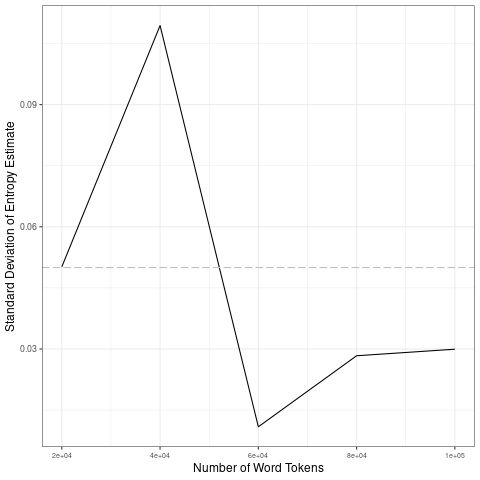 0.09
0.06
0.03
Standard Deviation of Entropy Estimate
2e+04 4e+04 6e+04 8e+04 1e+05
Number of Word Tokens